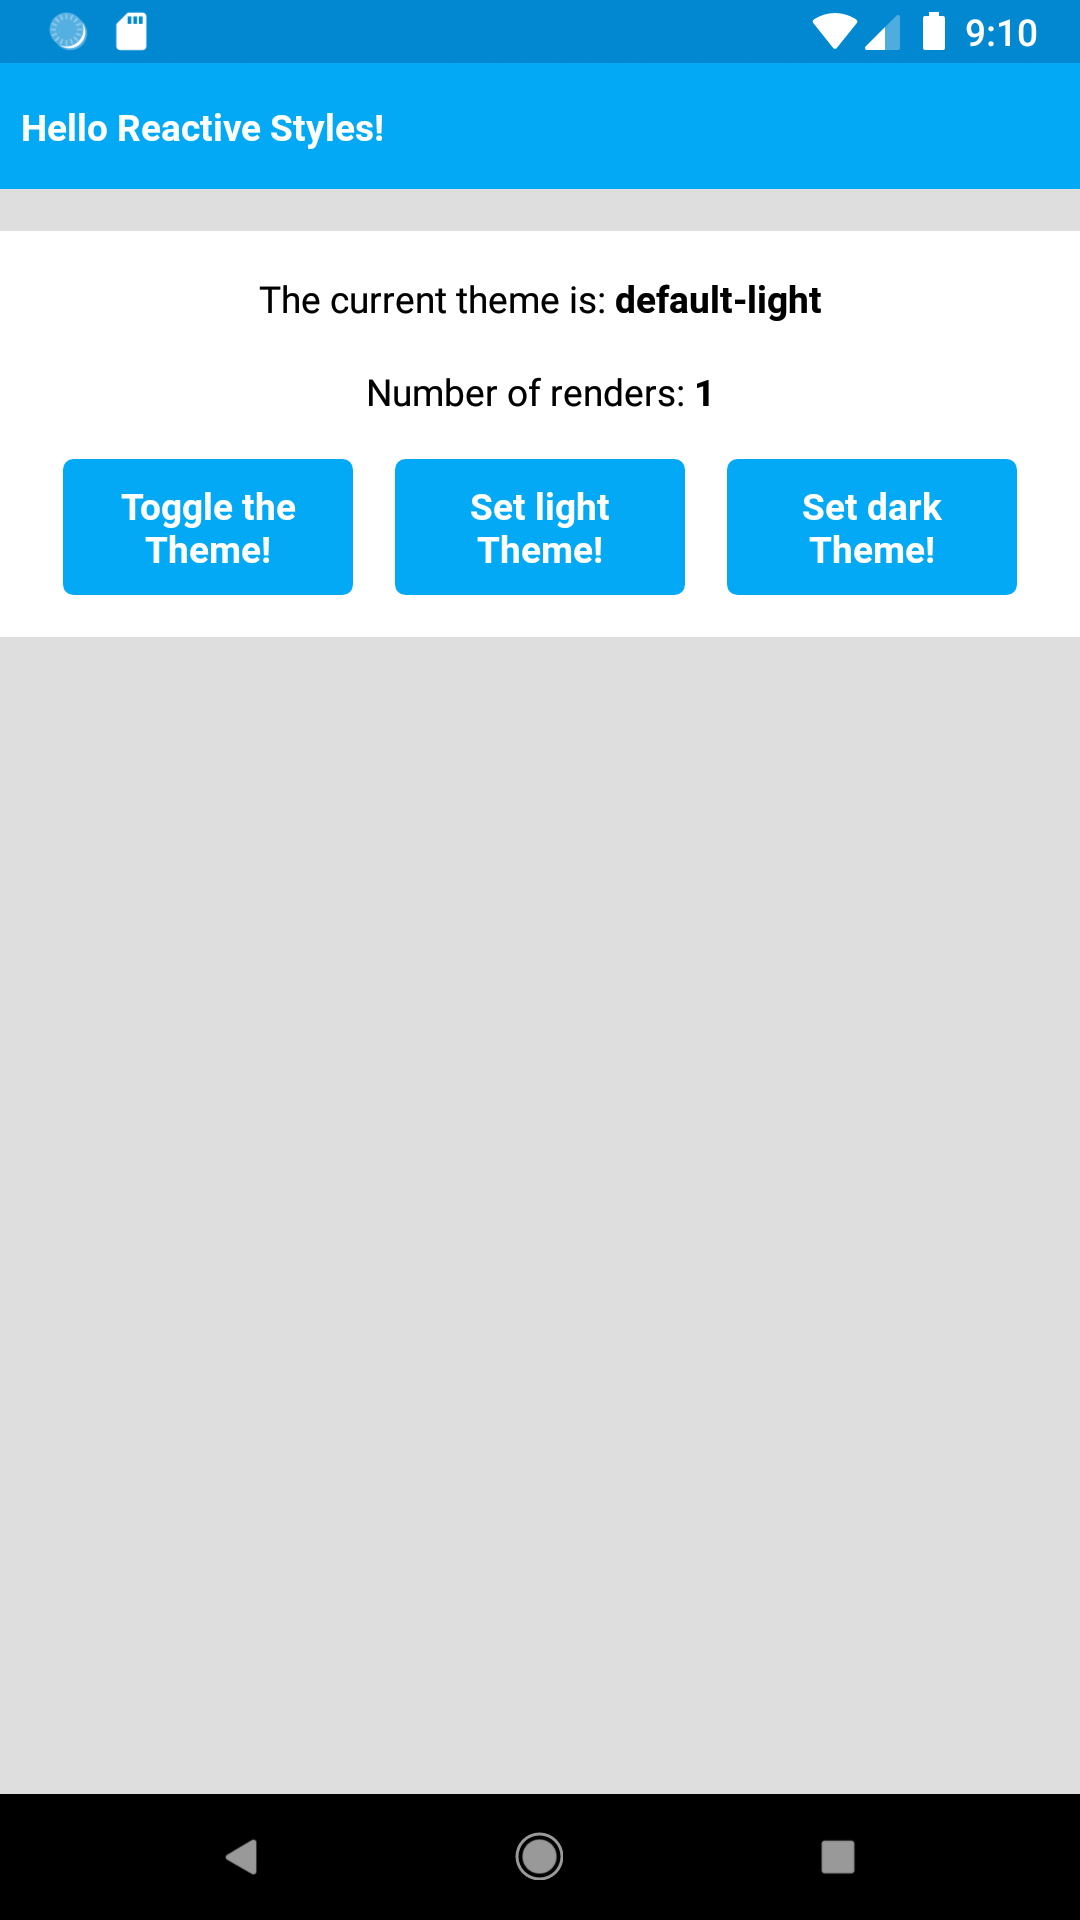 9:10
Hello Reactive Styles!
The current theme is: default-light
Number of renders: 1
Toggle the
Theme!
Set light
Theme!
Set dark
Theme!